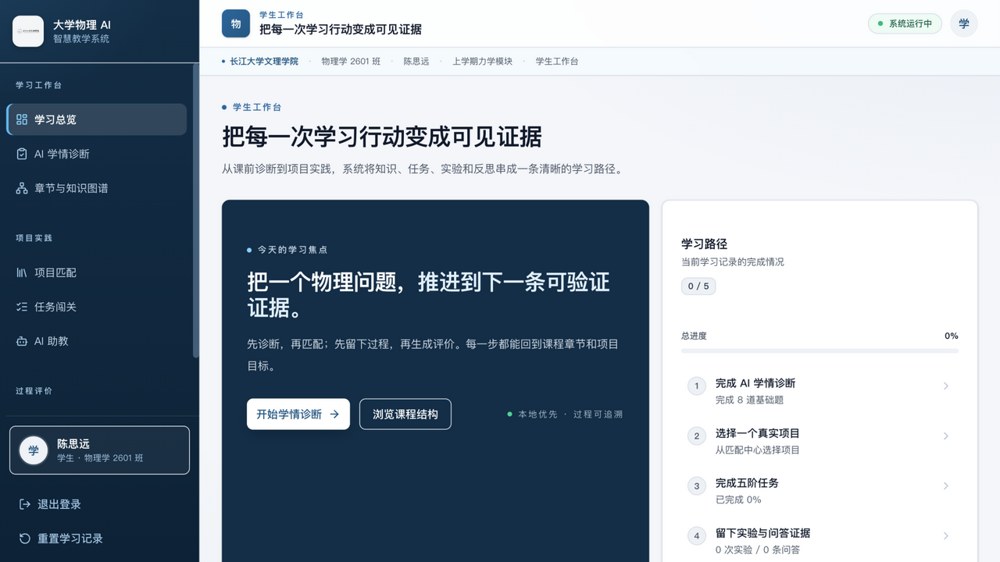 大学物理 AI
智慧教学系统
学习工作台
学习总览
AI 学情诊断
章节与知识图谱
项目实践
项目匹配
任务闯关
AI 助教
过程评价
学
陈思远
学生 · 物理学 2601 班
退出登录
重置学习记录
物
学生工作台
把每一次学习行动变成可见证据
系统运行中
学
长江大学文理学院 · 物理学 2601 班 · 陈思远 · 上学期力学模块 · 学生工作台
学生工作台
把每一次学习行动变成可见证据
从课前诊断到项目实践，系统将知识、任务、实验和反思串成一条清晰的学习路径。
今天的学习焦点
把一个物理问题，推进到下一条可验证
证据。
先诊断，再匹配；先留下过程，再生成评价。每一步都能回到课程章节和项目
目标。
开始学情诊断 →
浏览课程结构
本地优先 · 过程可追溯
学习路径
当前学习记录的完成情况
0 / 5
总进度 0%
1 完成 AI 学情诊断
完成 8 道基础题
2 选择一个真实项目
从匹配中心选择项目
3 完成五阶任务
已完成 0%
4 留下实验与问答证据
0 次实验 / 0 条问答